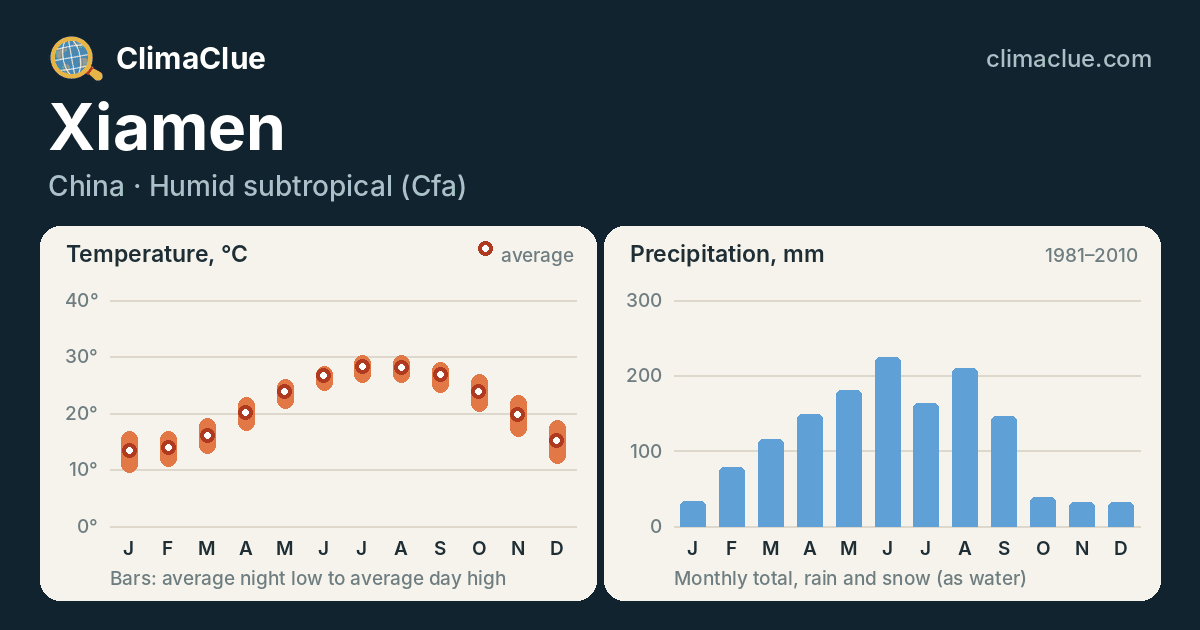 ClimaClue
climaclue.com
Xiamen
China · Humid subtropical (Cfa)
Temperature, °C
average
40°
30°
20°
10°
0°
J F M A M J J A S O N D
Bars: average night low to average day high
Precipitation, mm
1981–2010
300
200
100
0
J F M A M J J A S O N D
Monthly total, rain and snow (as water)